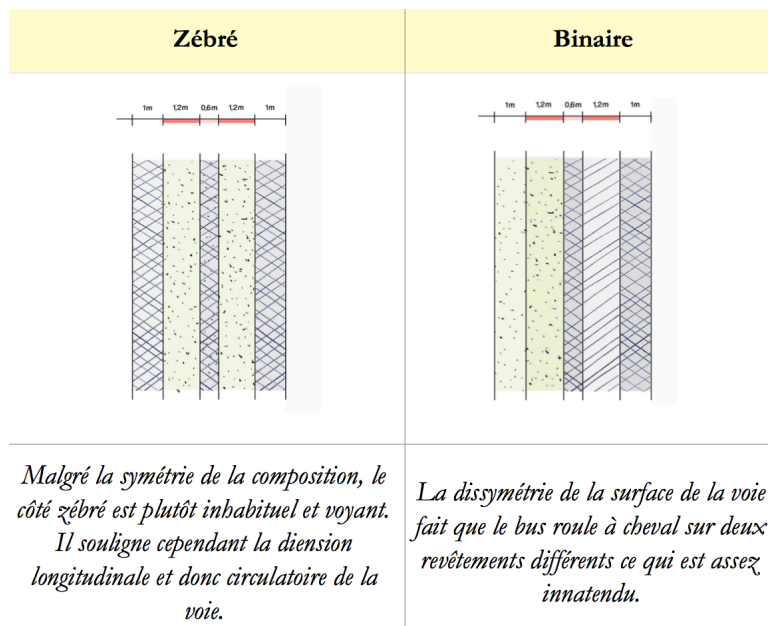 Zébré
Binaire
1m 1,2m 0,6m 1,2m 1m
1m 1,2m 0,6m 1,2m 1m
Malgré la symétrie de la composition, le
côté zébré est plutôt inhabituel et voyant.
Il souligne cependant la diension
longitudinale et donc circulatoire de la
voie.
La dissymétrie de la surface de la voie
fait que le bus roule à cheval sur deux
revêtements différents ce qui est assez
innatendu.